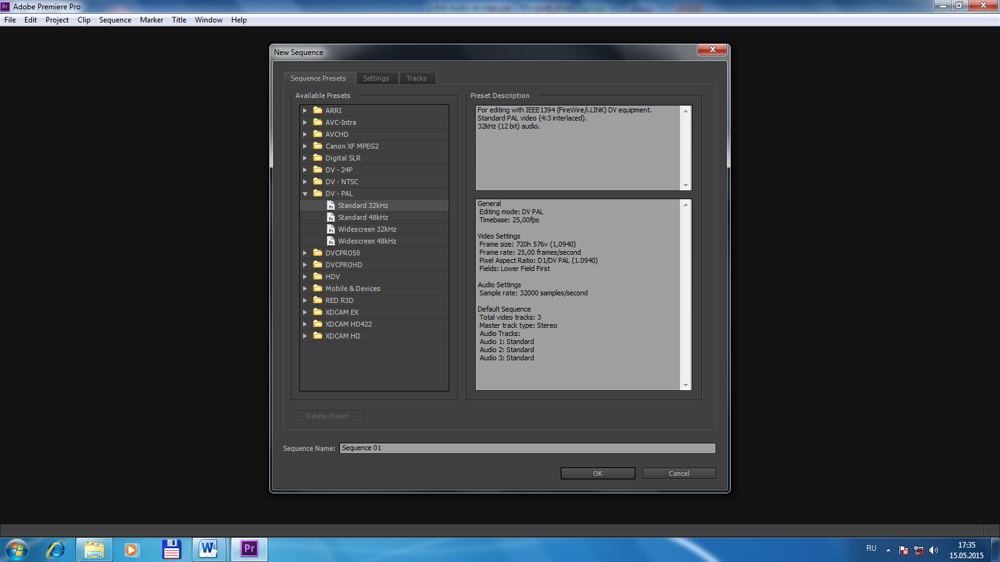 Pr Adobe Premiere Pro
File Edit Project Clip Sequence Marker Title Window Help
New Sequence
Sequence Presets Settings Tracks
Available Presets
ARRI
AVC-Intra
AVCHD
Canon XF MPEG2
Digital SLR
DV - 24P
DV - NTSC
DV - PAL
Standard 32kHz
Standard 48kHz
Widescreen 32kHz
Widescreen 48kHz
DVCPRO50
DVCPROHD
HDV
Mobile & Devices
RED R3D
XDCAM EX
XDCAM HD422
XDCAM HD
Preset Description
For editing with IEEE1394 (FireWire/i.LINK) DV equipment.
Standard PAL video (4:3 interlaced).
32kHz (12 bit) audio.
General
Editing mode: DV PAL
Timebase: 25,00fps
Video Settings
Frame size: 720h 576v (1,0940)
Frame rate: 25,00 frames/second
Pixel Aspect Ratio: D1/DV PAL (1.0940)
Fields: Lower Field First
Audio Settings
Sample rate: 32000 samples/second
Default Sequence
Total video tracks: 3
Master track type: Stereo
Audio Tracks:
Audio 1: Standard
Audio 2: Standard
Audio 3: Standard
Delete Preset
Sequence Name: Sequence 01
OK Cancel
W Pr RU 17:35
15.05.2015